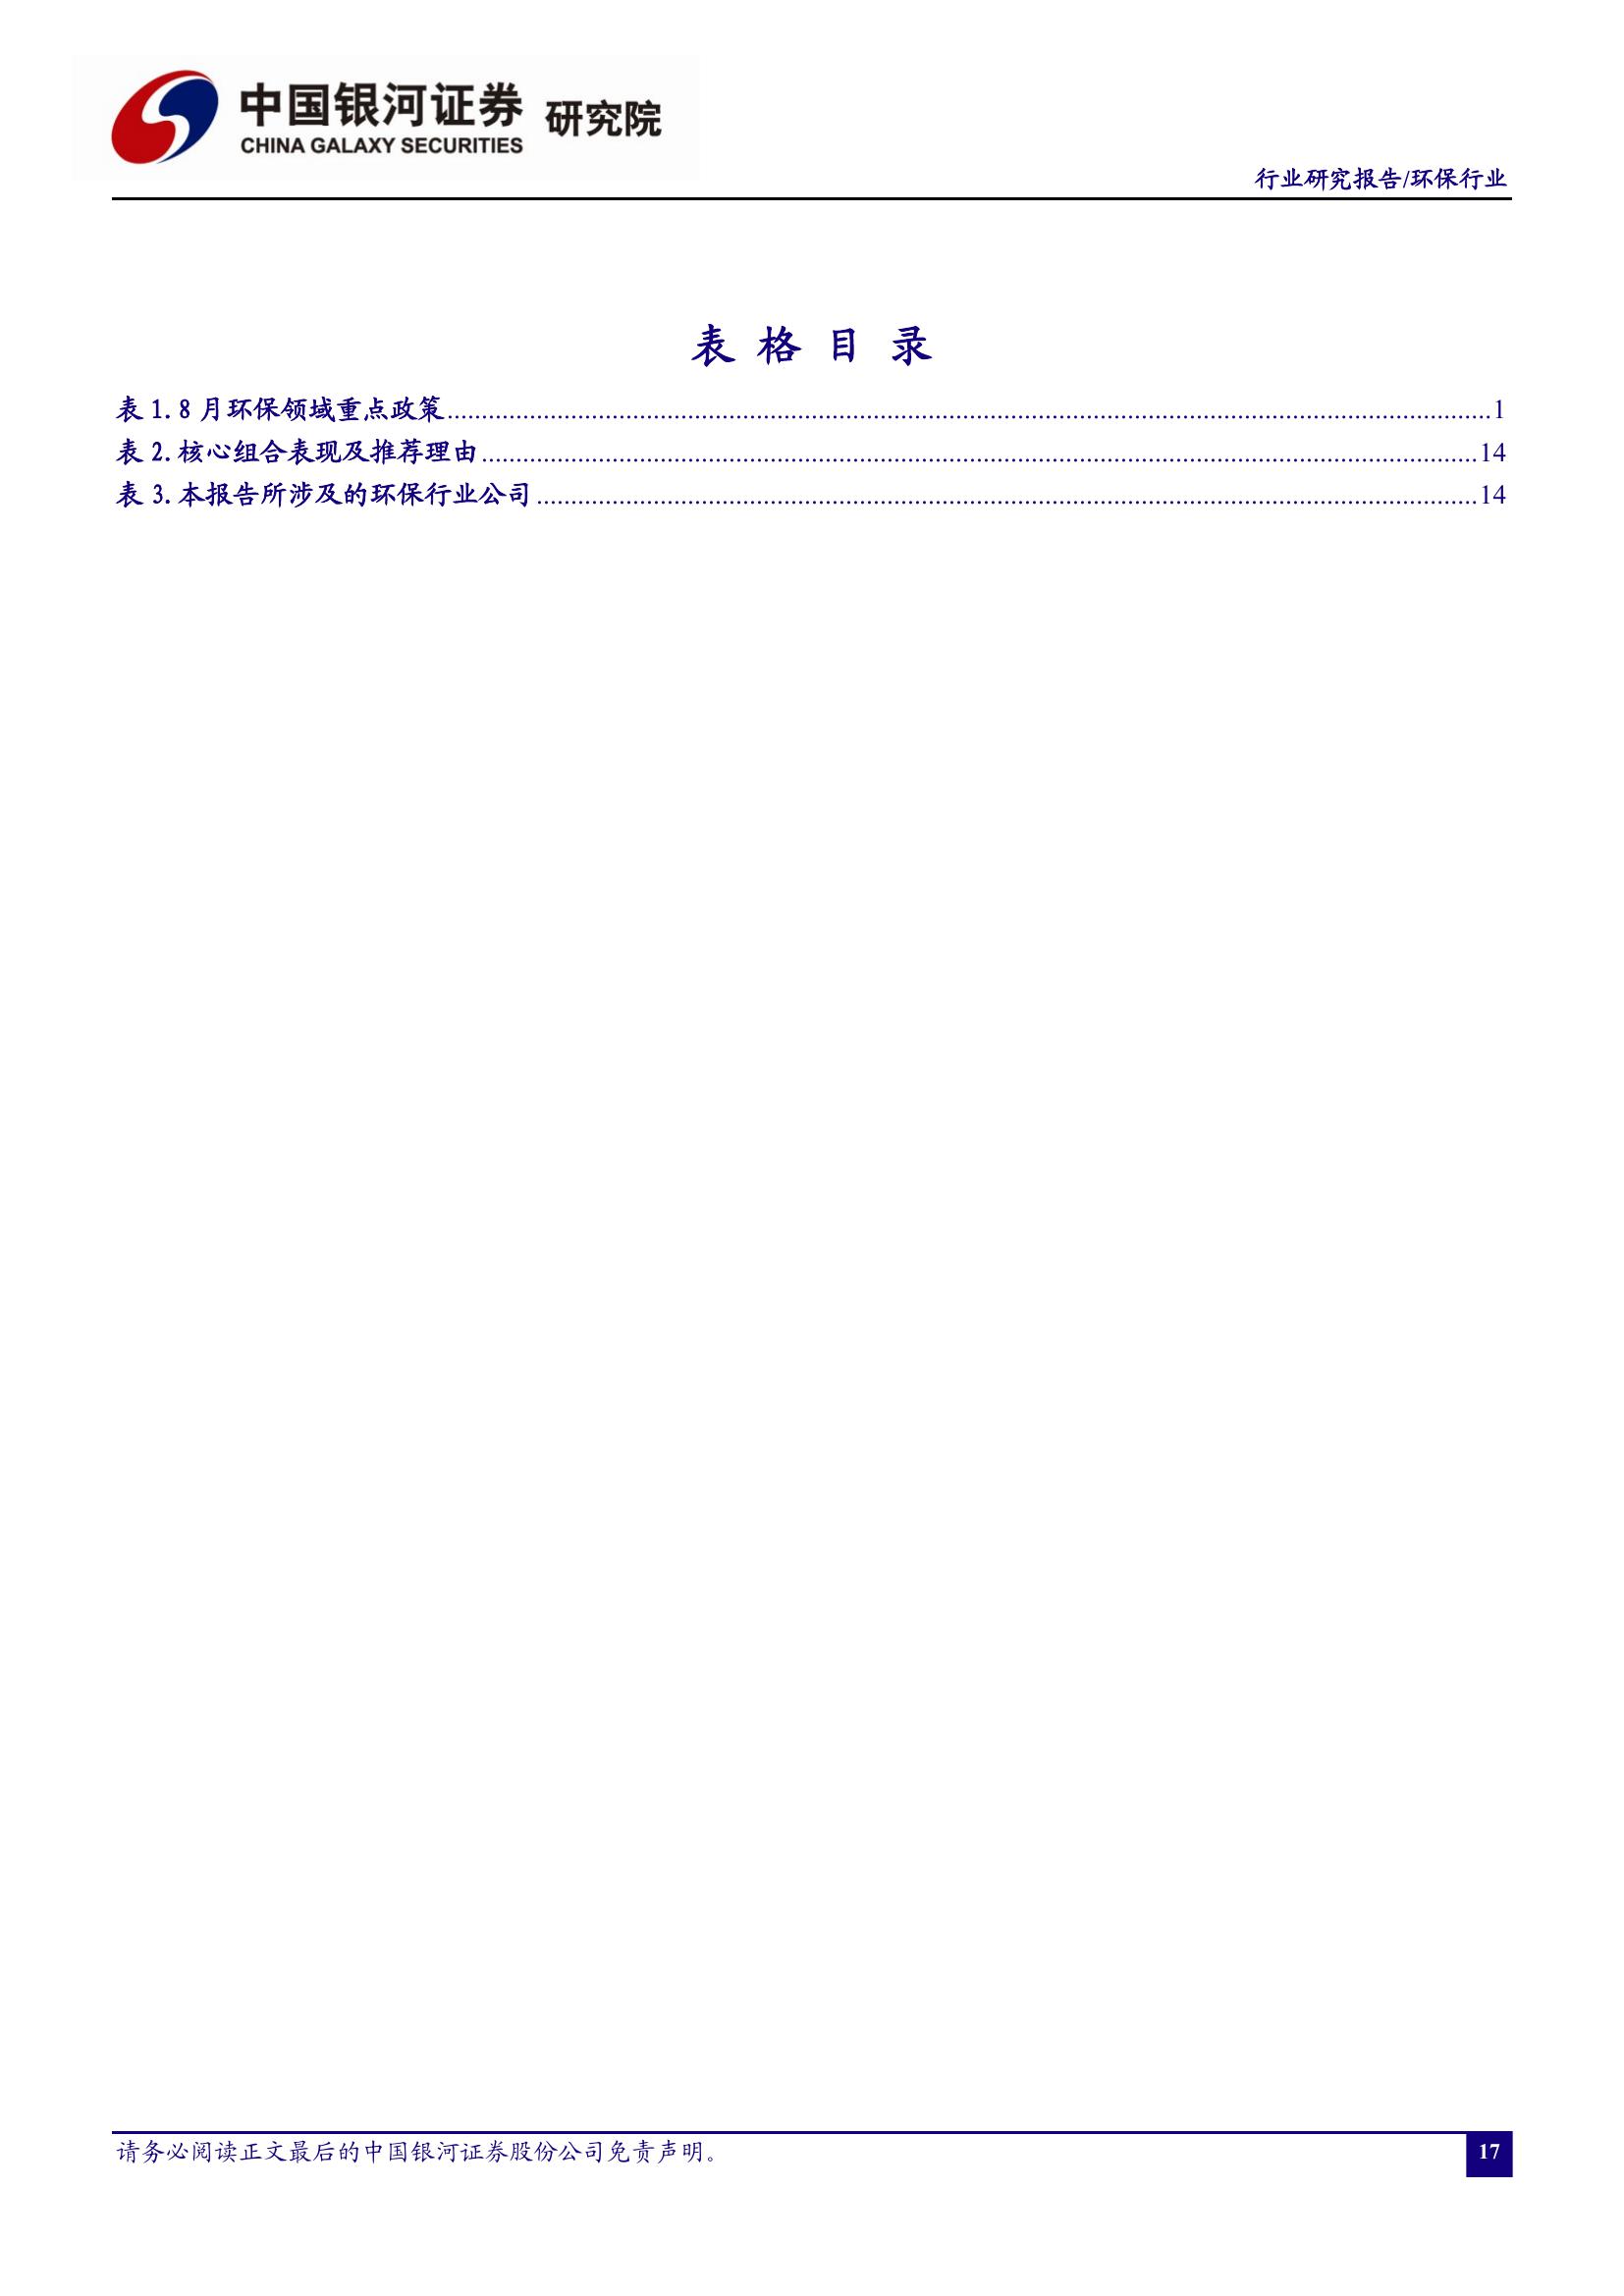 中国银河证券 研究院
CHINA GALAXY SECURITIES
行业研究报告/环保行业
表 格 目 录
表 1. 8 月环保领域重点政策........................................1
表 2. 核心组合表现及推荐理由........................................14
表 3. 本报告所涉及的环保行业公司........................................14
请务必阅读正文最后的中国银河证券股份公司免责声明。
17